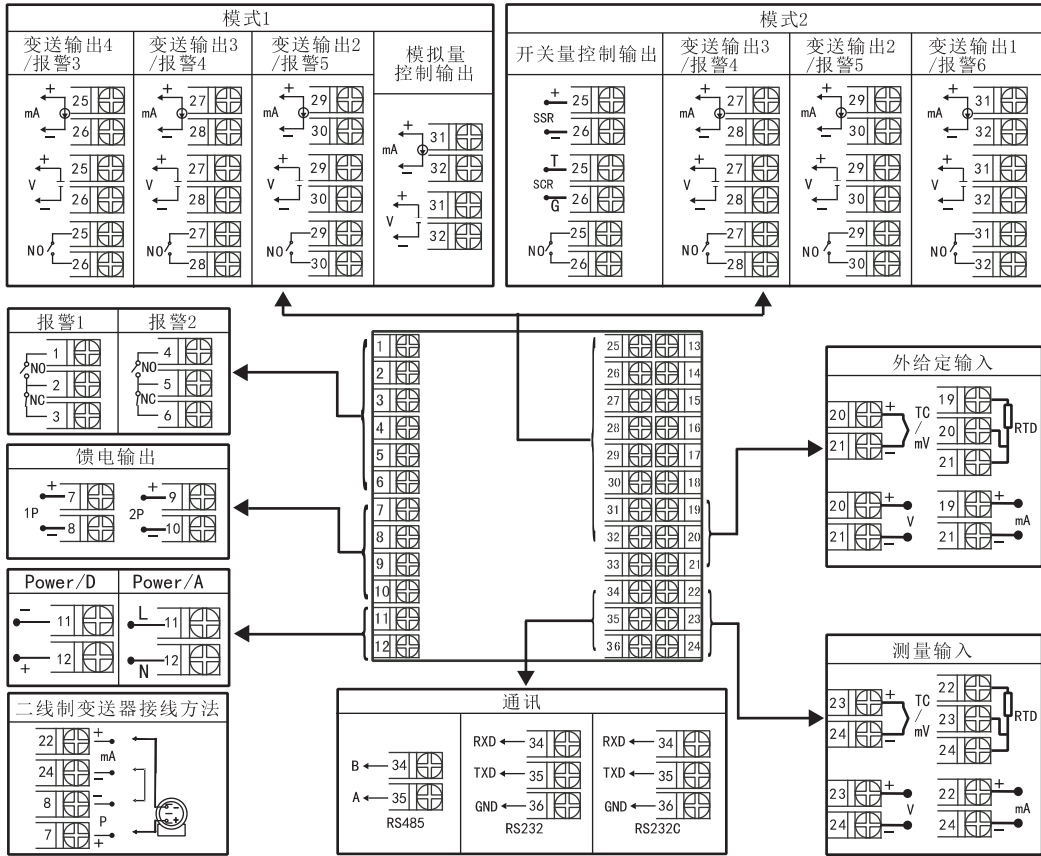 模式1
变送输出4
/报警3
变送输出3
/报警4
变送输出2
/报警5
模拟量
控制输出
+
mA
−
25
26
+
mA
−
27
28
+
mA
−
29
30
+
mA
−
31
32
+
V
−
25
26
+
V
−
27
28
+
V
−
29
30
+
V
−
31
32
NO
25
26
NO
27
28
NO
29
30
模式2
开关量控制输出
变送输出3
/报警4
变送输出2
/报警5
变送输出1
/报警6
+
SSR
−
25
26
+
mA
−
27
28
+
mA
−
29
30
+
mA
−
31
32
T
SCR
G
25
26
+
V
−
27
28
+
V
−
29
30
+
V
−
31
32
NO
25
26
NO
27
28
NO
29
30
NO
31
32
报警1
报警2
1
NO
2
NC
3
4
NO
5
NC
6
馈电输出
+
1P
−
7
8
+
2P
−
9
10
Power/D
Power/A
−
11
+
12
L
11
N
12
二线制变送器接线方法
22
+
mA
24
−
8
−
P
7
+
−
− +
1
2
3
4
5
6
7
8
9
10
11
12
25 13
26 14
27 15
28 16
29 17
30 18
31 19
32 20
33 21
34 22
35 23
36 24
通讯
B 34
A 35
RS485
RXD 34
TXD 35
GND 36
RS232
RXD 34
TXD 35
GND 36
RS232C
外给定输入
20
21
+
−
TC
/
mV
19
20
21
RTD
20
21
+
−
V
19
21
+
−
mA
测量输入
23
24
+
−
TC
/
mV
22
23
24
RTD
23
24
+
−
V
22
24
+
−
mA